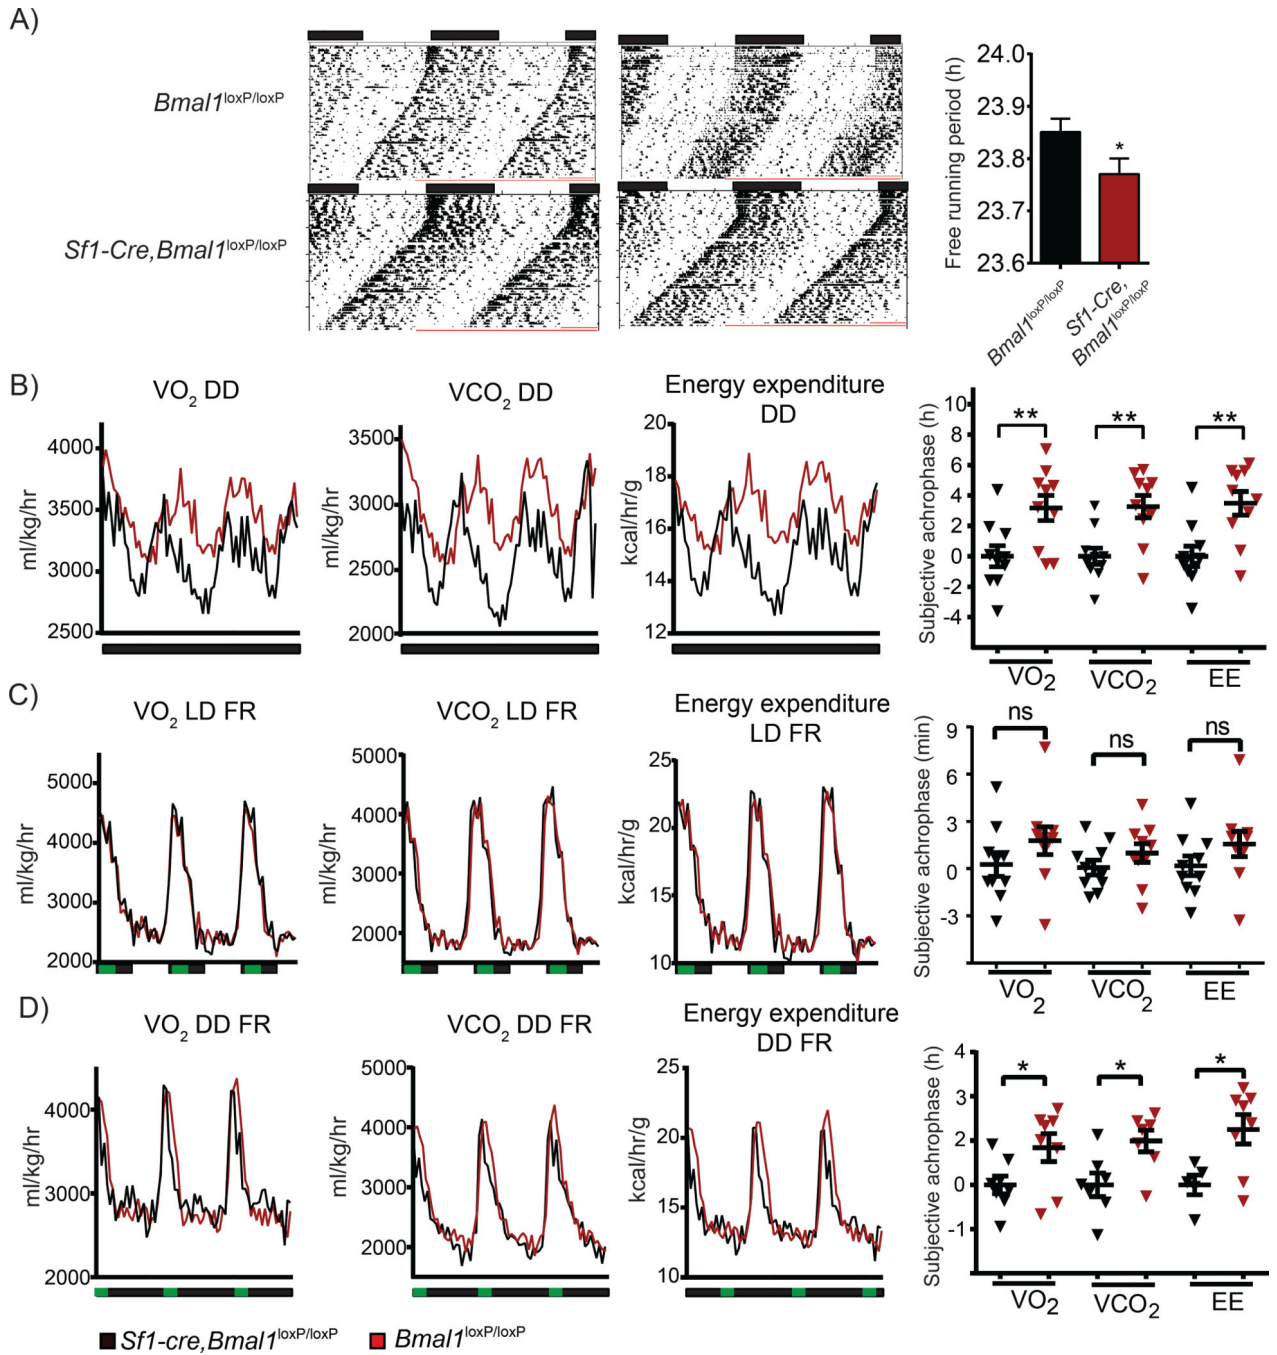 A)
Bmal1loxP/loxP
Sf1-Cre,Bmal1loxP/loxP
Free running period (h)
24.0
23.9
23.8
23.7
23.6
*
Bmal1loxP/loxP
Sf1-Cre,
Bmal1loxP/loxP
B)
VO2 DD
ml/kg/hr
4000
3500
3000
2500
VCO2 DD
ml/kg/hr
3500
3000
2500
2000
Energy expenditure
DD
kcal/hr/g
20
18
16
14
12
Subjective achrophase (h)
10
8
6
4
2
0
-2
-4
**
**
**
VO2
VCO2
EE
C)
VO2 LD FR
ml/kg/hr
5000
4000
3000
2000
VCO2 LD FR
ml/kg/hr
5000
4000
3000
2000
Energy expenditure
LD FR
kcal/hr/g
25
20
15
10
Subjective achrophase (min)
9
6
3
0
-3
ns
ns
ns
VO2
VCO2
EE
D)
VO2 DD FR
ml/kg/hr
4000
3000
2000
VCO2 DD FR
ml/kg/hr
5000
4000
3000
2000
Energy expenditure
DD FR
kcal/hr/g
25
20
15
10
Subjective achrophase (h)
4
2
0
-1
*
*
*
VO2
VCO2
EE
Sf1-cre,Bmal1loxP/loxP
Bmal1loxP/loxP